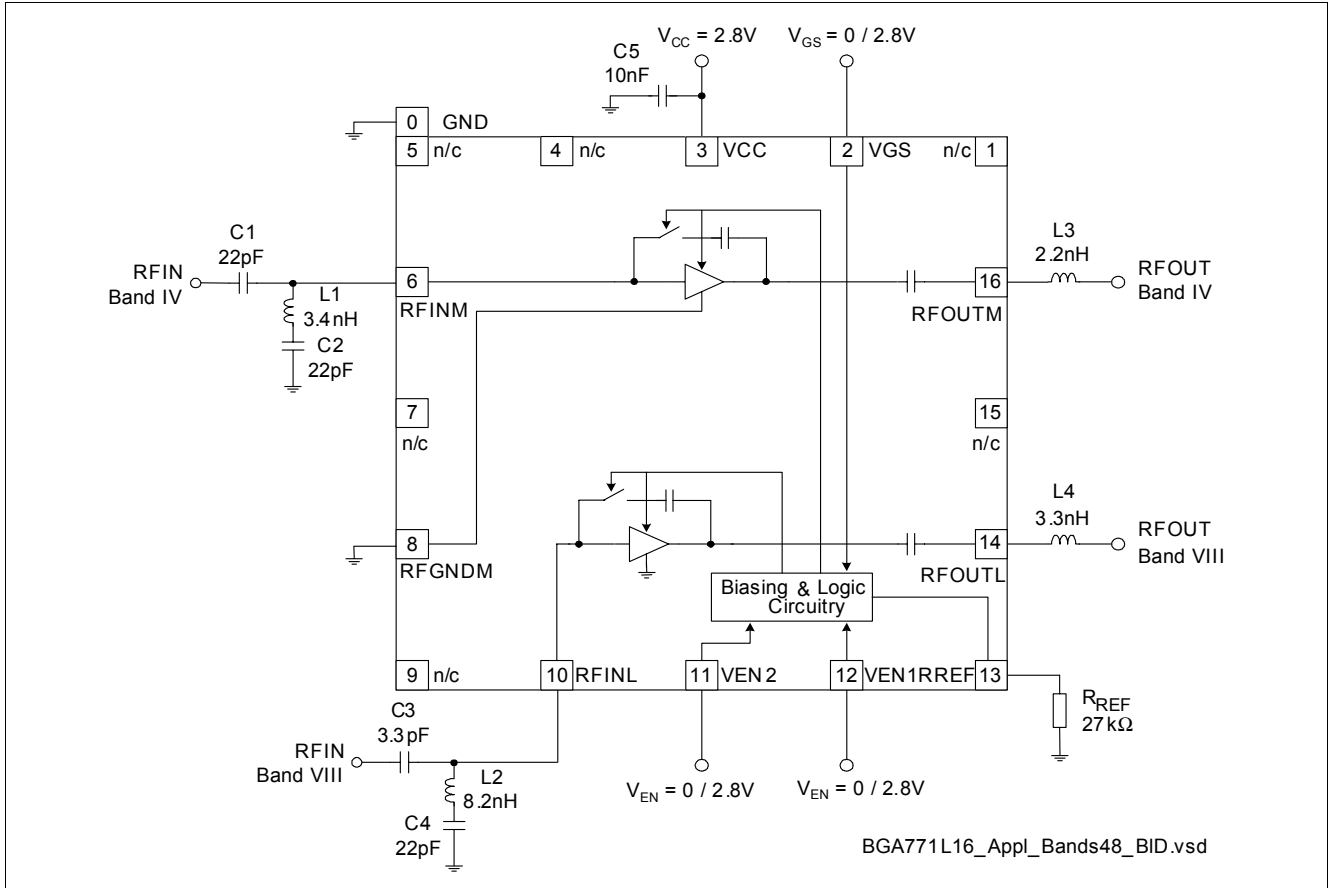 C5
10nF
V_CC = 2.8V
V_GS = 0 / 2.8V
0 GND
5 n/c
4 n/c
3 VCC
2 VGS
n/c 1
C1
22pF
RFIN
Band IV
L1
3.4nH
C2
22pF
6
RFINM
16
RFOUTM
L3
2.2nH
RFOUT
Band IV
7
n/c
15
n/c
8
RFGNDM
14
RFOUTL
L4
3.3nH
RFOUT
Band VIII
Biasing & Logic
Circuitry
9 n/c
10 RFINL
11 VEN2
12 VEN1
RREF 13
R_REF
27kΩ
C3
3.3pF
RFIN
Band VIII
L2
8.2nH
C4
22pF
V_EN = 0 / 2.8V
V_EN = 0 / 2.8V
BGA771L16_Appl_Bands48_BID.vsd